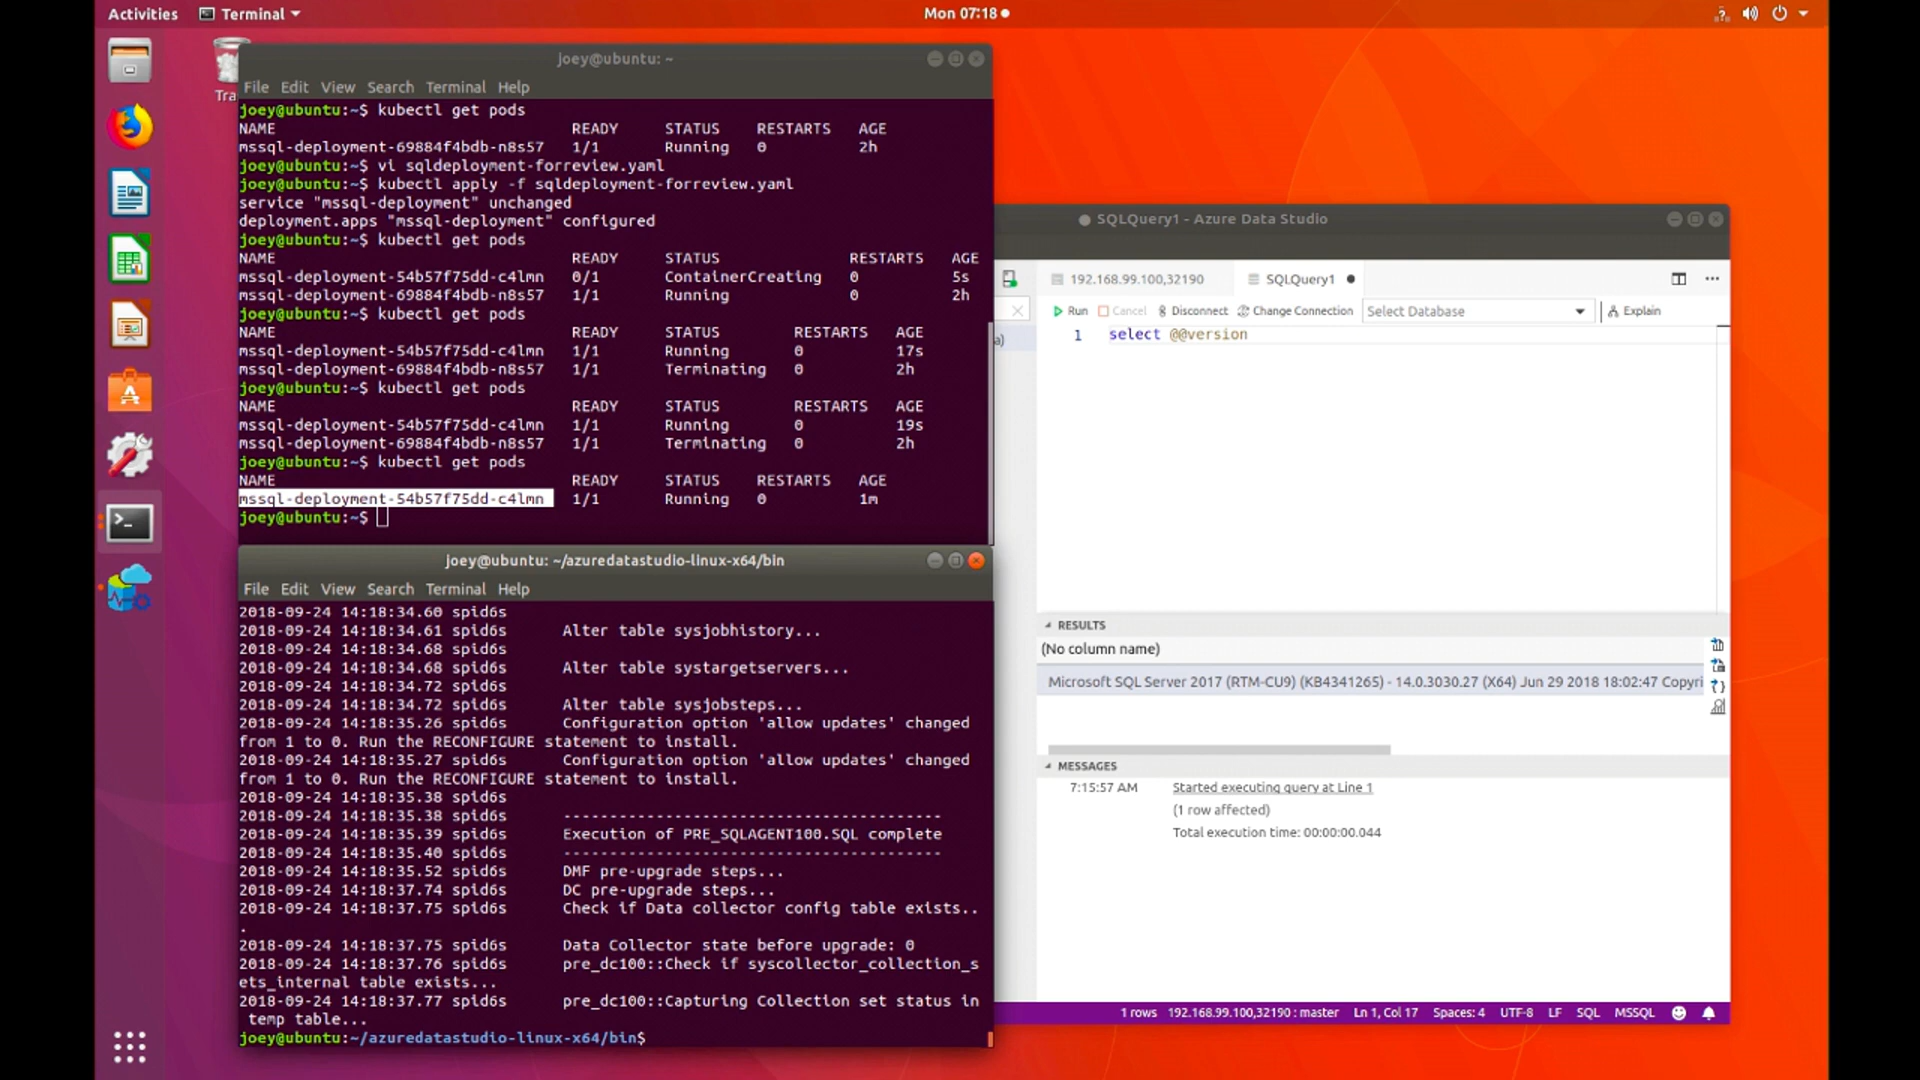 Activities
Terminal
Mon 07:18
Tra
joey@ubuntu: ~
File Edit View Search Terminal Help
joey@ubuntu:~$ kubectl get pods
NAME READY STATUS RESTARTS AGE
mssql-deployment-69884f4bdb-n8s57 1/1 Running 0 2h
joey@ubuntu:~$ vi sqldeployment-forreview.yaml
joey@ubuntu:~$ kubectl apply -f sqldeployment-forreview.yaml
service "mssql-deployment" unchanged
deployment.apps "mssql-deployment" configured
joey@ubuntu:~$ kubectl get pods
NAME READY STATUS RESTARTS AGE
mssql-deployment-54b57f75dd-c4lmn 0/1 ContainerCreating 0 5s
mssql-deployment-69884f4bdb-n8s57 1/1 Running 0 2h
joey@ubuntu:~$ kubectl get pods
NAME READY STATUS RESTARTS AGE
mssql-deployment-54b57f75dd-c4lmn 1/1 Running 0 17s
mssql-deployment-69884f4bdb-n8s57 1/1 Terminating 0 2h
joey@ubuntu:~$ kubectl get pods
NAME READY STATUS RESTARTS AGE
mssql-deployment-54b57f75dd-c4lmn 1/1 Running 0 19s
mssql-deployment-69884f4bdb-n8s57 1/1 Terminating 0 2h
joey@ubuntu:~$ kubectl get pods
NAME READY STATUS RESTARTS AGE
mssql-deployment-54b57f75dd-c4lmn 1/1 Running 0 1m
joey@ubuntu:~$
joey@ubuntu: ~/azuredatastudio-linux-x64/bin
File Edit View Search Terminal Help
2018-09-24 14:18:34.60 spid6s
2018-09-24 14:18:34.61 spid6s Alter table sysjobhistory...
2018-09-24 14:18:34.68 spid6s
2018-09-24 14:18:34.68 spid6s Alter table systargetservers...
2018-09-24 14:18:34.72 spid6s
2018-09-24 14:18:34.72 spid6s Alter table sysjobsteps...
2018-09-24 14:18:35.26 spid6s Configuration option 'allow updates' changed
from 1 to 0. Run the RECONFIGURE statement to install.
2018-09-24 14:18:35.27 spid6s Configuration option 'allow updates' changed
from 1 to 0. Run the RECONFIGURE statement to install.
2018-09-24 14:18:35.38 spid6s
2018-09-24 14:18:35.38 spid6s -----------------------------------------
2018-09-24 14:18:35.39 spid6s Execution of PRE_SQLAGENT100.SQL complete
2018-09-24 14:18:35.40 spid6s -----------------------------------------
2018-09-24 14:18:35.52 spid6s DMF pre-upgrade steps...
2018-09-24 14:18:37.74 spid6s DC pre-upgrade steps...
2018-09-24 14:18:37.75 spid6s Check if Data collector config table exists..
.
2018-09-24 14:18:37.75 spid6s Data Collector state before upgrade: 0
2018-09-24 14:18:37.76 spid6s pre_dc100::Check if syscollector_collection_s
ets_internal table exists...
2018-09-24 14:18:37.77 spid6s pre_dc100::Capturing Collection set status in
temp table...
joey@ubuntu:~/azuredatastudio-linux-x64/bin$
● SQLQuery1 - Azure Data Studio
192.168.99.100,32190
SQLQuery1 ●
a)
Run Cancel Disconnect Change Connection Select Database Explain
1 select @@version
RESULTS
(No column name)
Microsoft SQL Server 2017 (RTM-CU9) (KB4341265) - 14.0.3030.27 (X64) Jun 29 2018 18:02:47 Copyri
MESSAGES
7:15:57 AM Started executing query at Line 1
(1 row affected)
Total execution time: 00:00:00.044
1 rows 192.168.99.100,32190 : master Ln 1, Col 17 Spaces: 4 UTF-8 LF SQL MSSQL